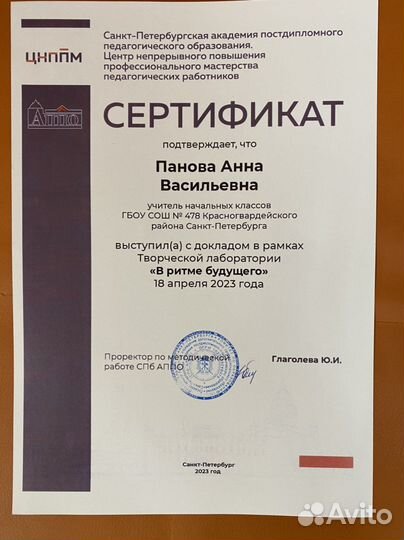 ЦНППМ
Санкт-Петербургская академия постдипломного
педагогического образования.
Центр непрерывного повышения
профессионального мастерства
педагогических работников
АППО
СЕРТИФИКАТ
подтверждает, что
Панова Анна
Васильевна
учитель начальных классов
ГБОУ СОШ № 478 Красногвардейского
района Санкт-Петербурга
выступил(а) с докладом в рамках
Творческой лаборатории
«В ритме будущего»
18 апреля 2023 года
Проректор по методической
работе СПб АППО
Глаголева Ю.И.
Санкт-Петербург
2023 год
Avito